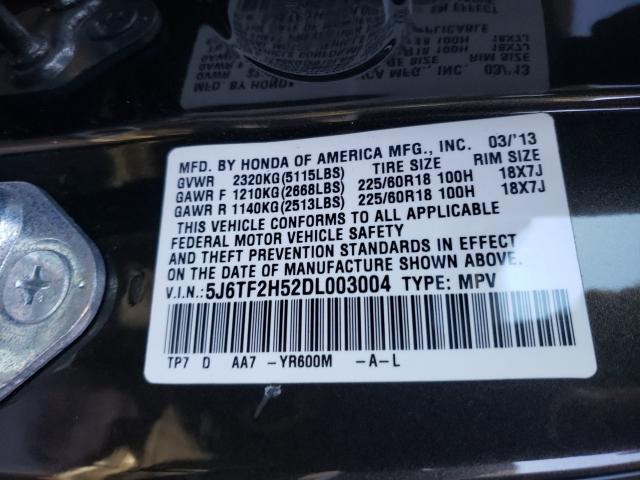 MFD. BY HONDA OF AMERICA MFG., INC. 03/'13
GVWR 2320KG(5115LBS) TIRE SIZE RIM SIZE
GAWR F 1210KG(2668LBS) 225/60R18 100H 18X7J
GAWR R 1140KG(2513LBS) 225/60R18 100H 18X7J
THIS VEHICLE CONFORMS TO ALL APPLICABLE
FEDERAL MOTOR VEHICLE SAFETY
AND THEFT PREVENTION STANDARDS IN EFFECT
ON THE DATE OF MANUFACTURE SHOWN ABOVE.
V.I.N.: 5J6TF2H52DL003004 TYPE: MPV
TP7 D AA7 -YR600M -A-L